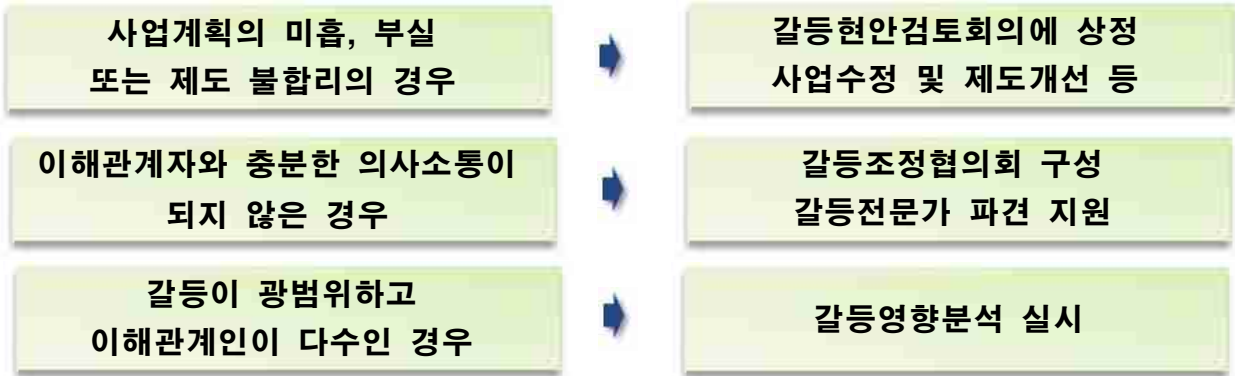 사업계획의 미흡, 부실
또는 제도 불합리의 경우
갈등현안검토회의에 상정
사업수정 및 제도개선 등
이해관계자와 충분한 의사소통이
되지 않은 경우
갈등조정협의회 구성
갈등전문가 파견 지원
갈등이 광범위하고
이해관계인이 다수인 경우
갈등영향분석 실시